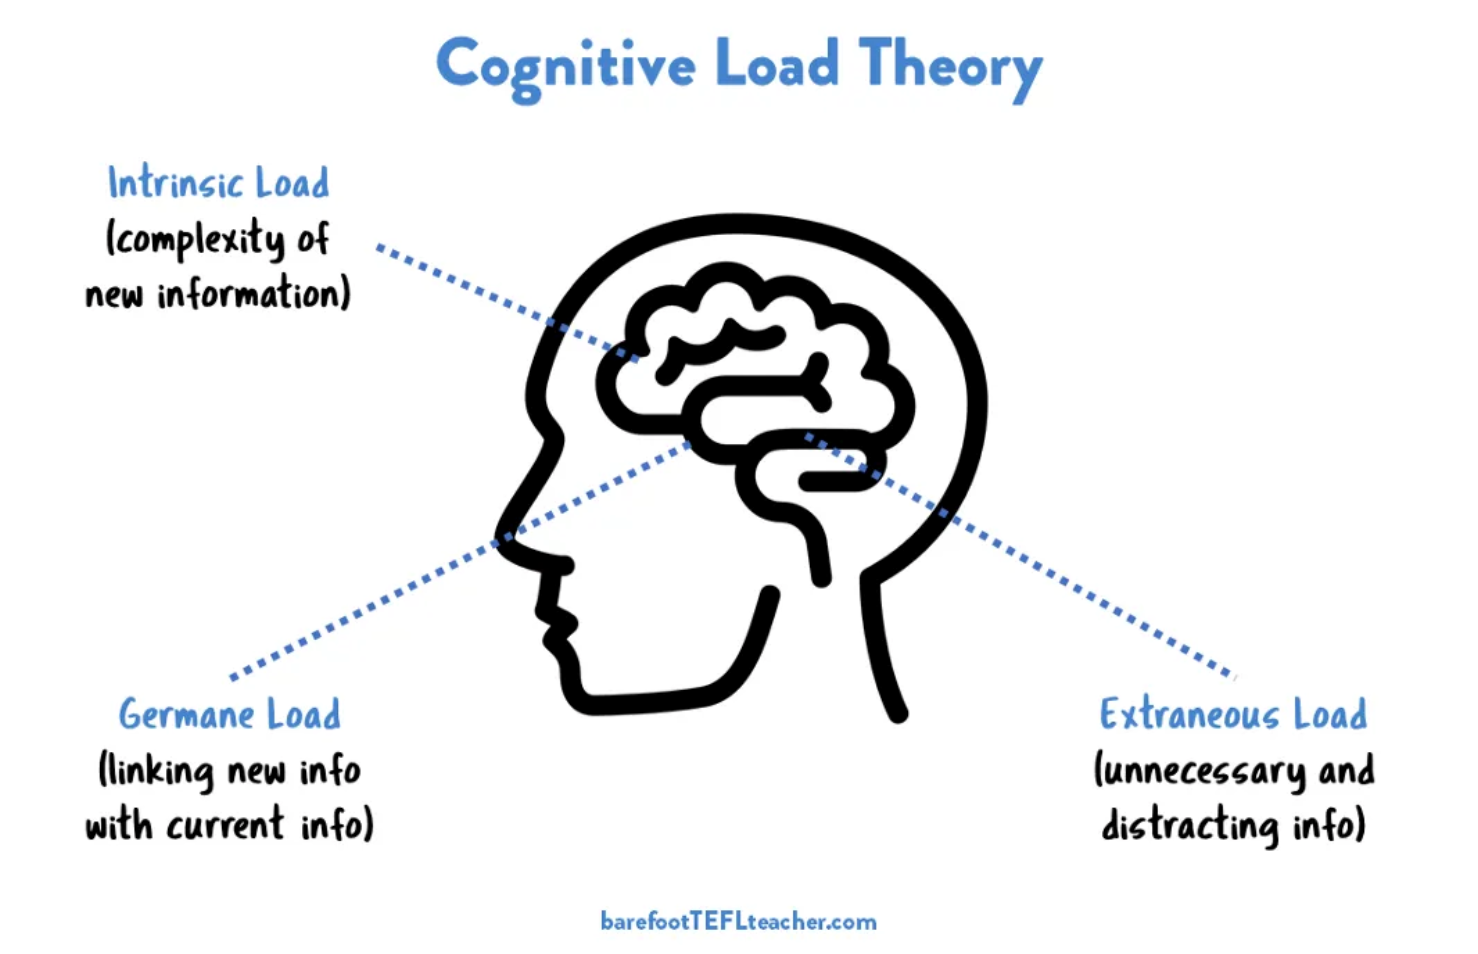 Cognitive Load Theory
Intrinsic Load
(complexity of
new information)
Germane Load
(linking new info
with current info)
Extraneous Load
(unnecessary and
distracting info)
barefootTEFLteacher.com